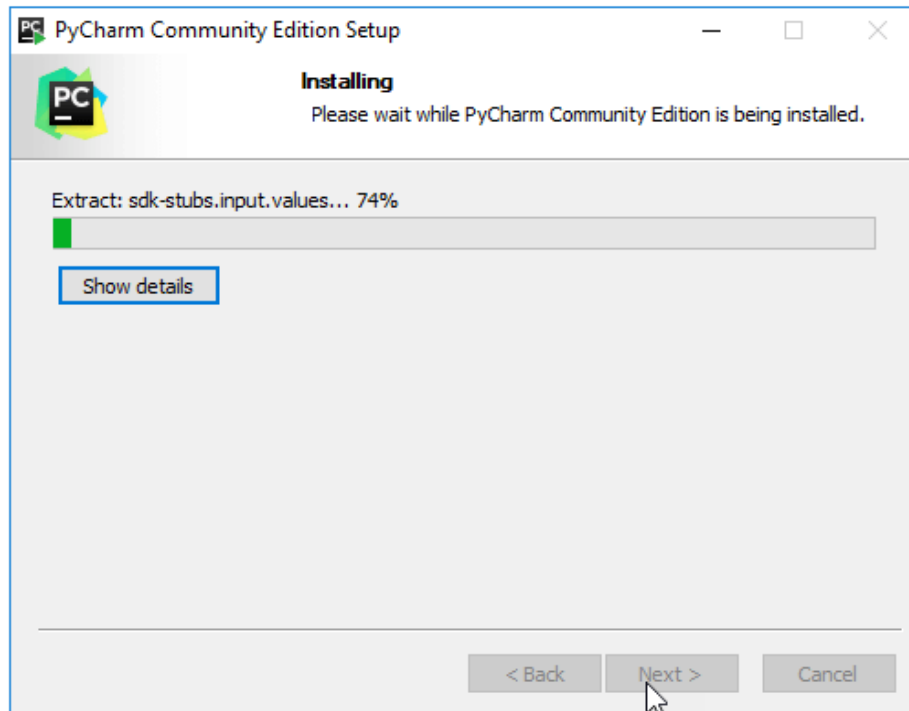 PC PyCharm Community Edition Setup
PC
Installing
Please wait while PyCharm Community Edition is being installed.
Extract: sdk-stubs.input.values... 74%
Show details
< Back Next > Cancel